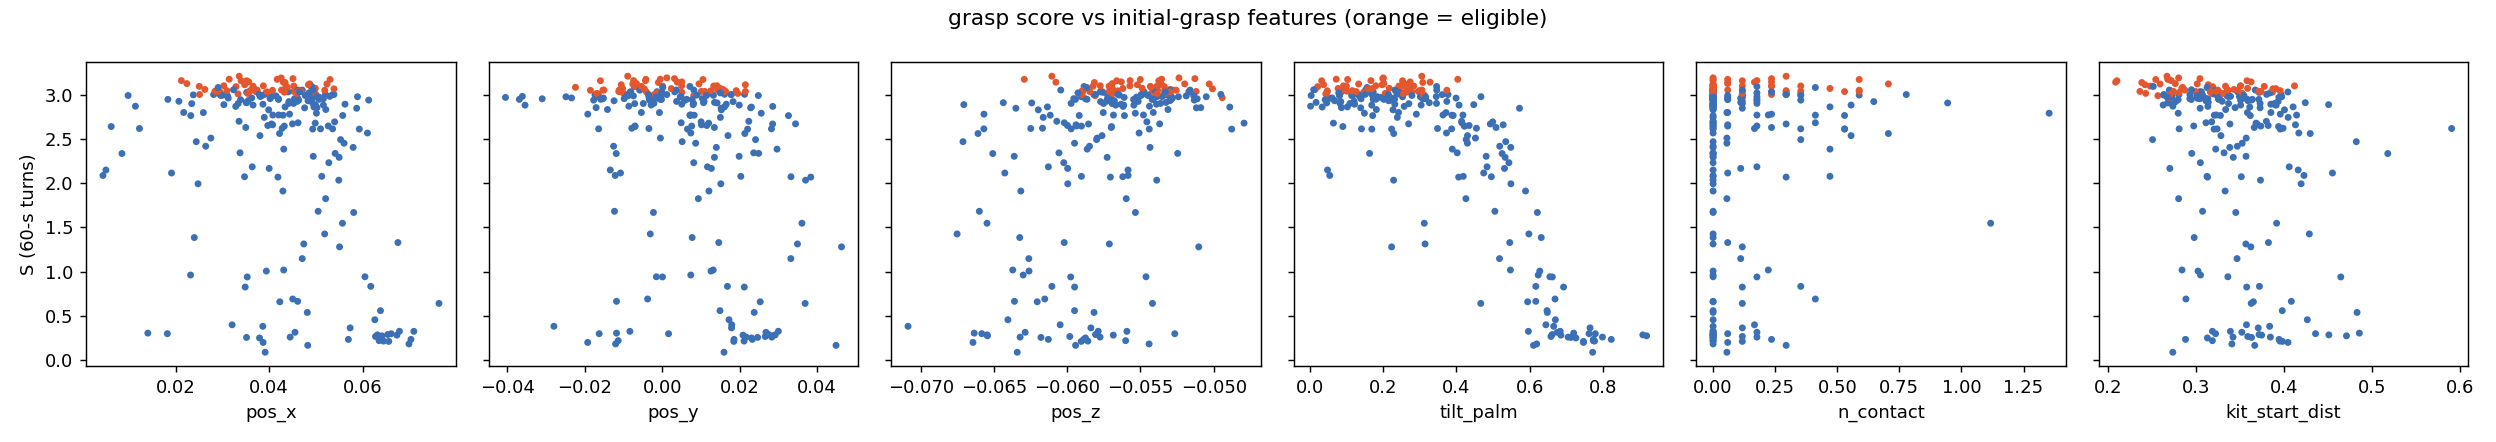 grasp score vs initial-grasp features (orange = eligible)
S (60-s turns)
3.0
2.5
2.0
1.5
1.0
0.5
0.0
0.02 0.04 0.06
pos_x
−0.04 −0.02 0.00 0.02 0.04
pos_y
−0.070 −0.065 −0.060 −0.055 −0.050
pos_z
0.0 0.2 0.4 0.6 0.8
tilt_palm
0.00 0.25 0.50 0.75 1.00 1.25
n_contact
0.2 0.3 0.4 0.5 0.6
kit_start_dist